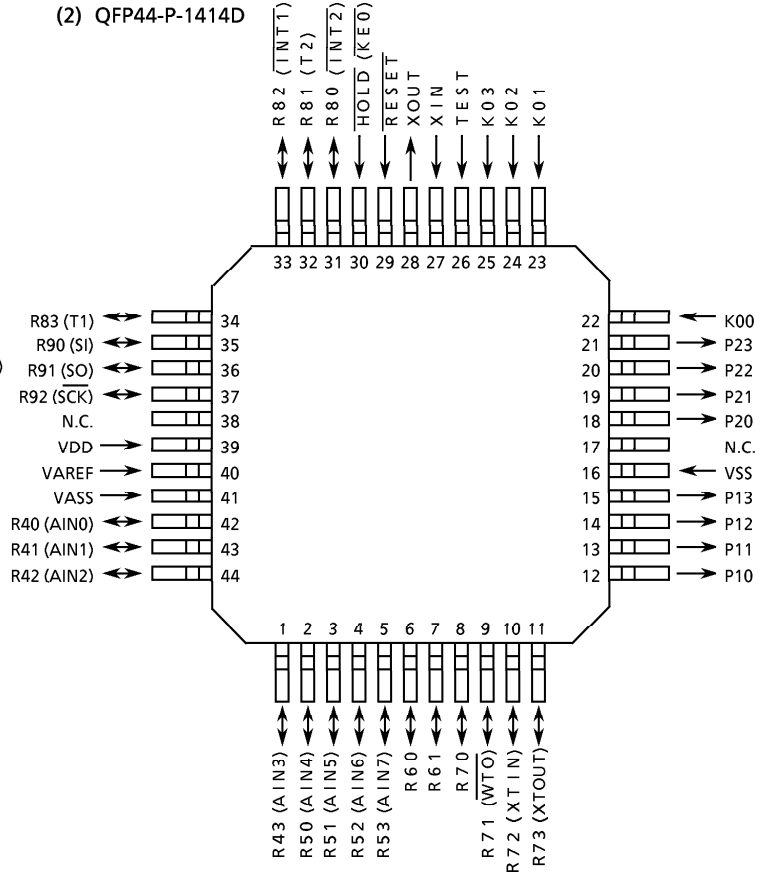 (2) QFP44-P-1414D
R82 (INT1)
R81 (T2)
R80 (INT2)
HOLD (KE0)
RESET
XOUT
XIN
TEST
K03
K02
K01
33 32 31 30 29 28 27 26 25 24 23
R83 (T1) 34 22 K00
R90 (SI) 35 21 P23
) R91 (SO) 36 20 P22
R92 (SCK) 37 19 P21
N.C. 38 18 P20
VDD 39 17 N.C.
VAREF 40 16 VSS
VASS 41 15 P13
R40 (AIN0) 42 14 P12
R41 (AIN1) 43 13 P11
R42 (AIN2) 44 12 P10
1 2 3 4 5 6 7 8 9 10 11
R43 (AIN3)
R50 (AIN4)
R51 (AIN5)
R52 (AIN6)
R53 (AIN7)
R60
R61
R70
R71 (WTO)
R72 (XTIN)
R73 (XTOUT)